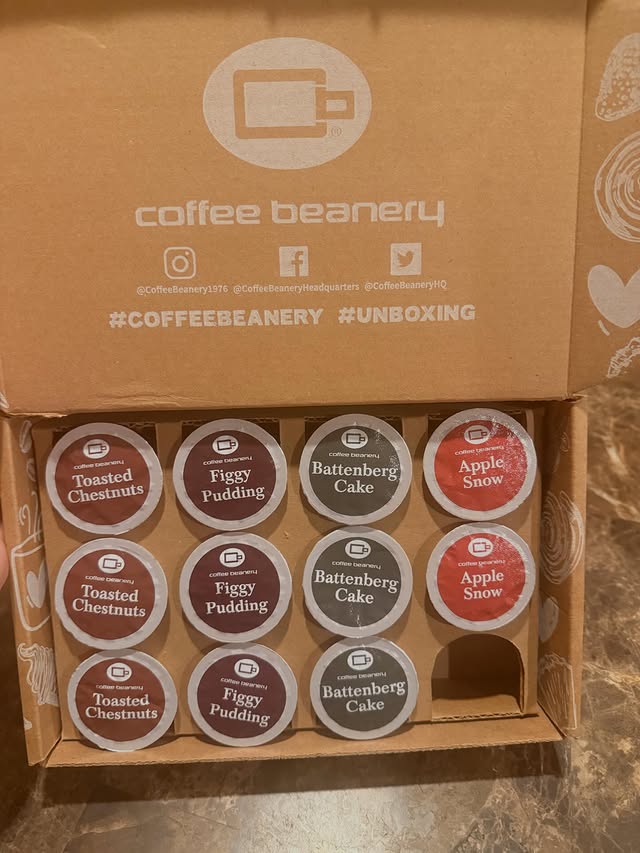 ®
coffee beanery
@CoffeeBeanery1976 @CoffeeBeaneryHeadquarters @CoffeeBeaneryHQ
#COFFEEBEANERY #UNBOXING
coffee beanery
Toasted
Chestnuts
coffee beanery
Figgy
Pudding
coffee beanery
Battenberg
Cake
coffee beanery
Apple
Snow
coffee beanery
Toasted
Chestnuts
coffee beanery
Figgy
Pudding
coffee beanery
Battenberg
Cake
coffee beanery
Apple
Snow
coffee beanery
Toasted
Chestnuts
coffee beanery
Figgy
Pudding
coffee beanery
Battenberg
Cake